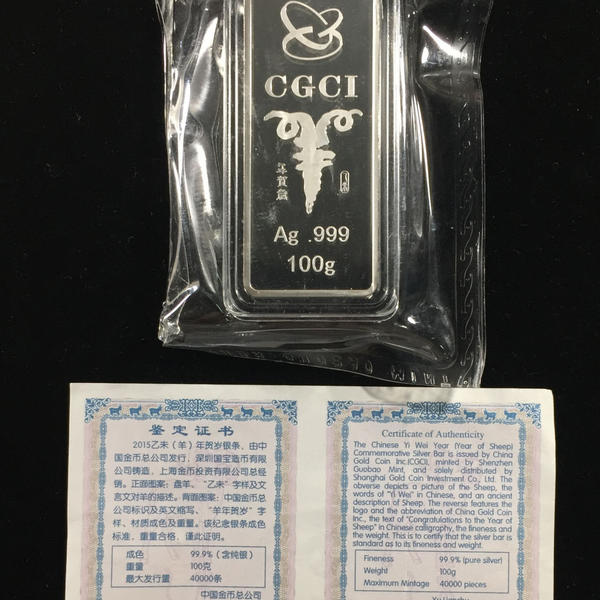 CGCI
Ag .999
100g
鉴定证书
2015乙未（羊）年贺岁银条，由中
国金币总公司发行，深圳国宝造币有限
公司铸造，上海金币投资有限公司总经
销。正面图案：盘羊、“乙未”字样及文
言文对羊的描述。背面图案：中国金币总
公司标识及英文缩写、“羊年贺岁”字
样、材质成色及重量。该纪念银条成色
标准，重量合格，谨此证明。
成色 99.9%（含纯银）
重量 100克
最大发行量 40000条
中国金币总公司
Certificate of Authenticity
The Chinese Yi Wei Year (Year of Sheep)
Commemorative Silver Bar is issued by China
Gold Coin Inc.(CGCI), minted by Shenzhen
Guobao Mint, and solely distributed by
Shanghai Gold Coin Investment Co., Ltd. The
obverse depicts a picture of the Sheep, the
words of "Yi Wei" in Chinese, and an ancient
description of Sheep. The reverse features the
logo and the abbreviation of China Gold Coin
Inc., the text of "Congratulations to the Year of
Sheep" in Chinese calligraphy, the fineness and
the weight. This is to certify that the silver bar is
standard as to its fineness and weight.
Fineness 99.9% (pure silver)
Weight 100g
Maximum Mintage 40000 pieces